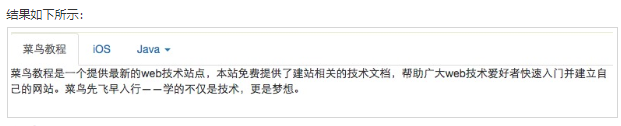 结果如下所示：
菜鸟教程 iOS Java
菜鸟教程是一个提供最新的web技术站点，本站免费提供了建站相关的技术文档，帮助广大web技术爱好者快速入门并建立自
己的网站。菜鸟先飞早入行——学的不仅是技术，更是梦想。